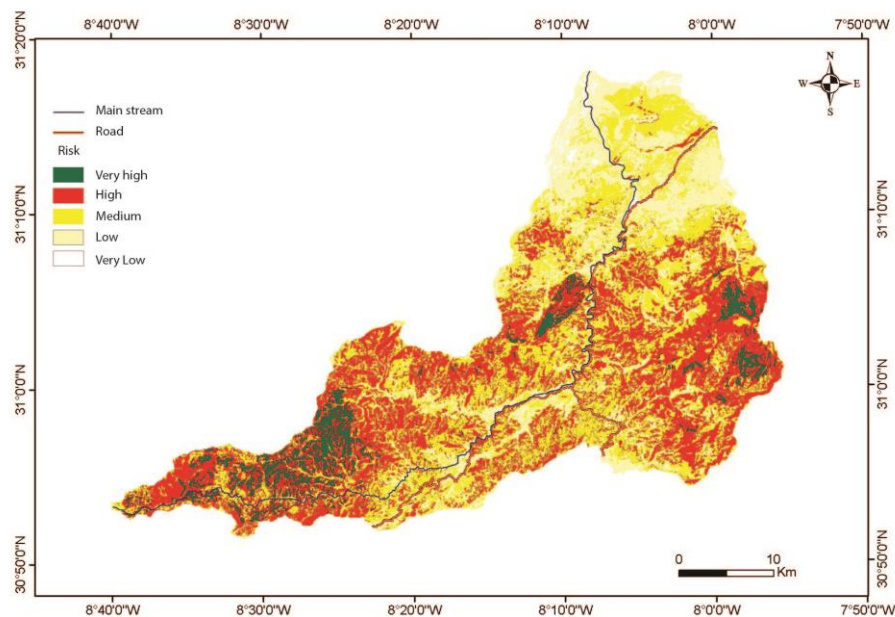 8°40'0"W 8°30'0"W 8°20'0"W 8°10'0"W 8°0'0"W 7°50'0"W
31°20'0"N
31°10'0"N
31°0'0"N
30°50'0"N
Main stream
Road
Risk
Very high
High
Medium
Low
Very Low
N
W E
S
31°10'0"N
31°0'0"N
30°50'0"N
0 10
Km
8°40'0"W 8°30'0"W 8°20'0"W 8°10'0"W 8°0'0"W 7°50'0"W